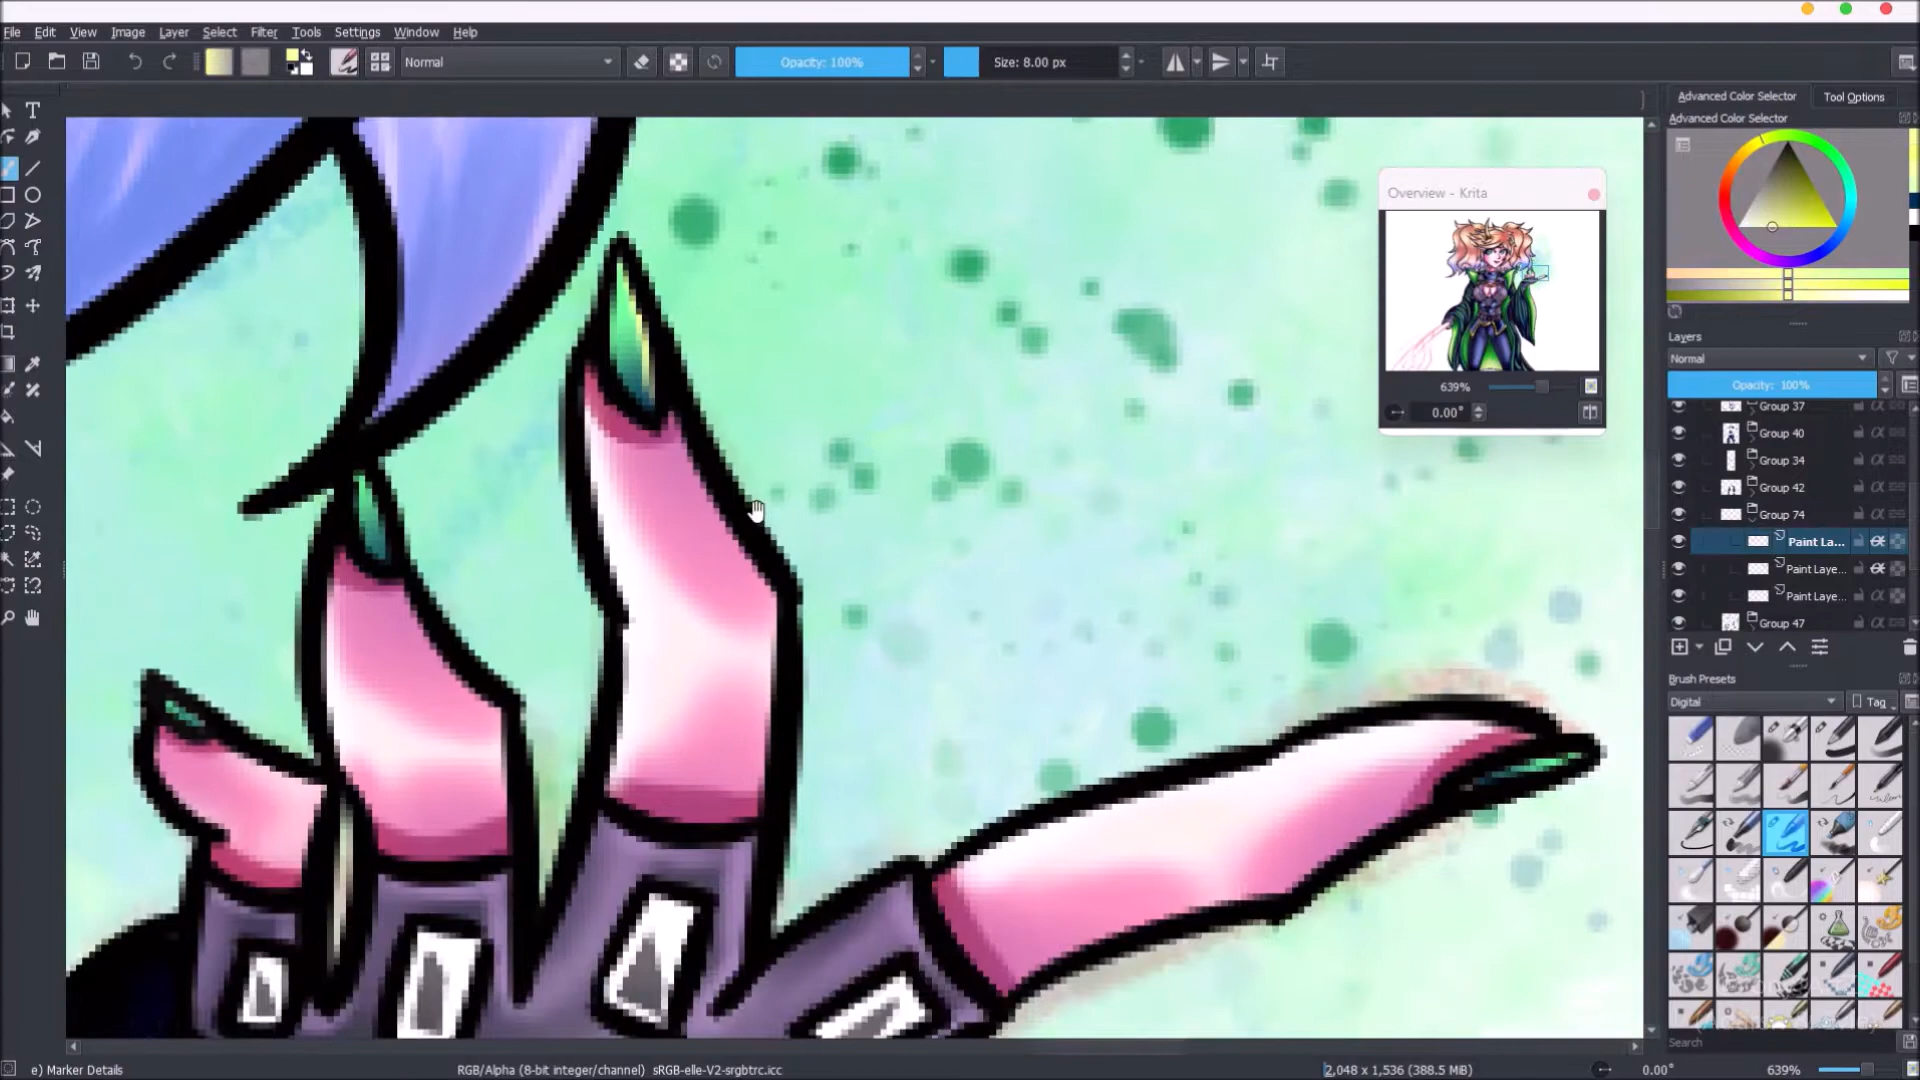 File Edit View Image Layer Select Filter Tools Settings Window Help
Normal
Opacity: 100%
Size: 8.00 px
Advanced Color Selector
Tool Options
Advanced Color Selector
Overview - Krita
639%
0.00°
Layers
Normal
Opacity: 100%
Group 37
Group 40
Group 34
Group 42
Group 74
Paint La...
Paint Laye...
Paint Laye...
Group 47
Brush Presets
Digital
Tag
Search
e) Marker Details
RGB/Alpha (8-bit integer/channel) sRGB-elle-V2-srgbtrc.icc
2,048 x 1,536 (388.5 MiB)
0.00°
639%